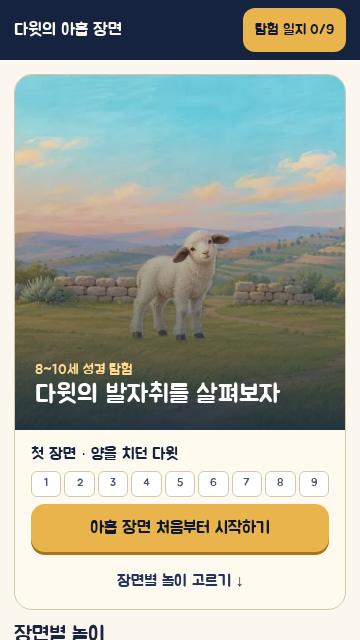 다윗의 아홉 장면
탐험 일지 0/9
8~10세 성경 탐험
다윗의 발자취를 살펴보자
첫 장면 · 양을 치던 다윗
1 2 3 4 5 6 7 8 9
아홉 장면 처음부터 시작하기
장면별 놀이 고르기 ↓
장면별 놀이